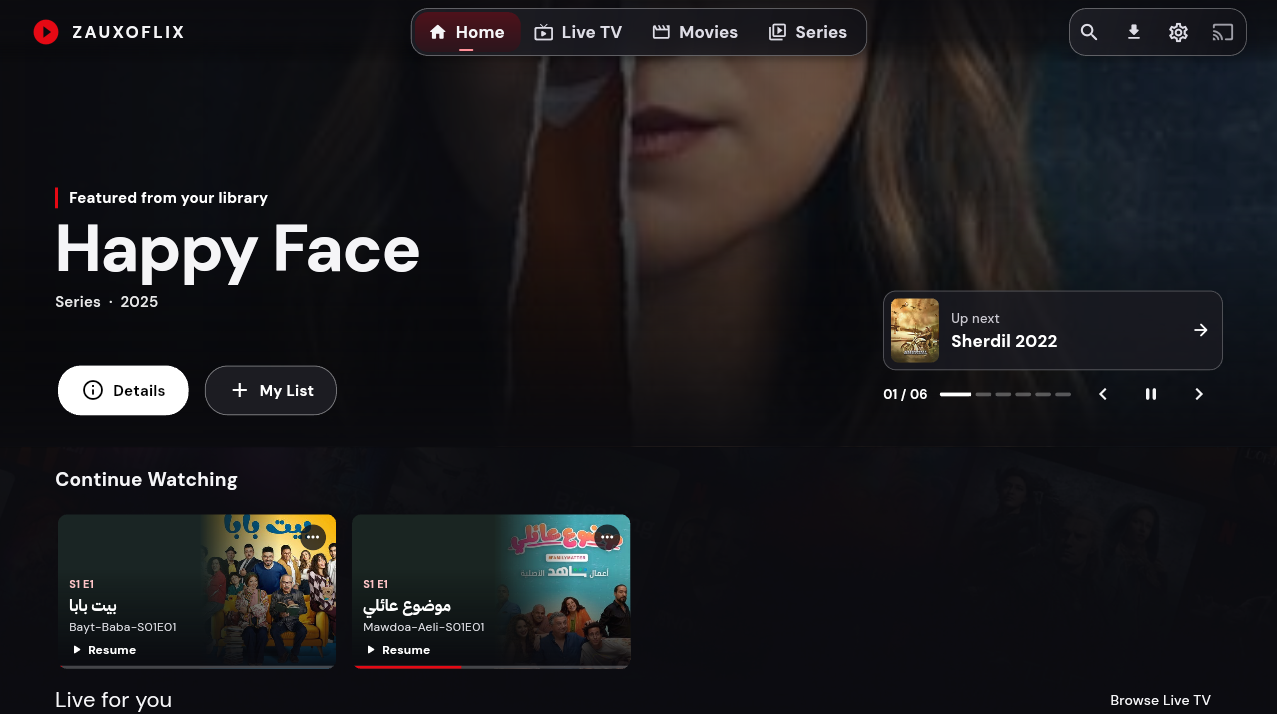 ZAUXOFLIX
Home
Live TV
Movies
Series
Featured from your library
Happy Face
Series · 2025
Details
My List
Up next
Sherdil 2022
01 / 06
Continue Watching
بيت بابا
S1 E1
بيت بابا
Bayt-Baba-S01E01
Resume
موضوع عائلي
#FAMILYMATTER
أعمال شاهد الأصلية
S1 E1
موضوع عائلي
Mawdoa-Aeli-S01E01
Resume
Live for you
Browse Live TV